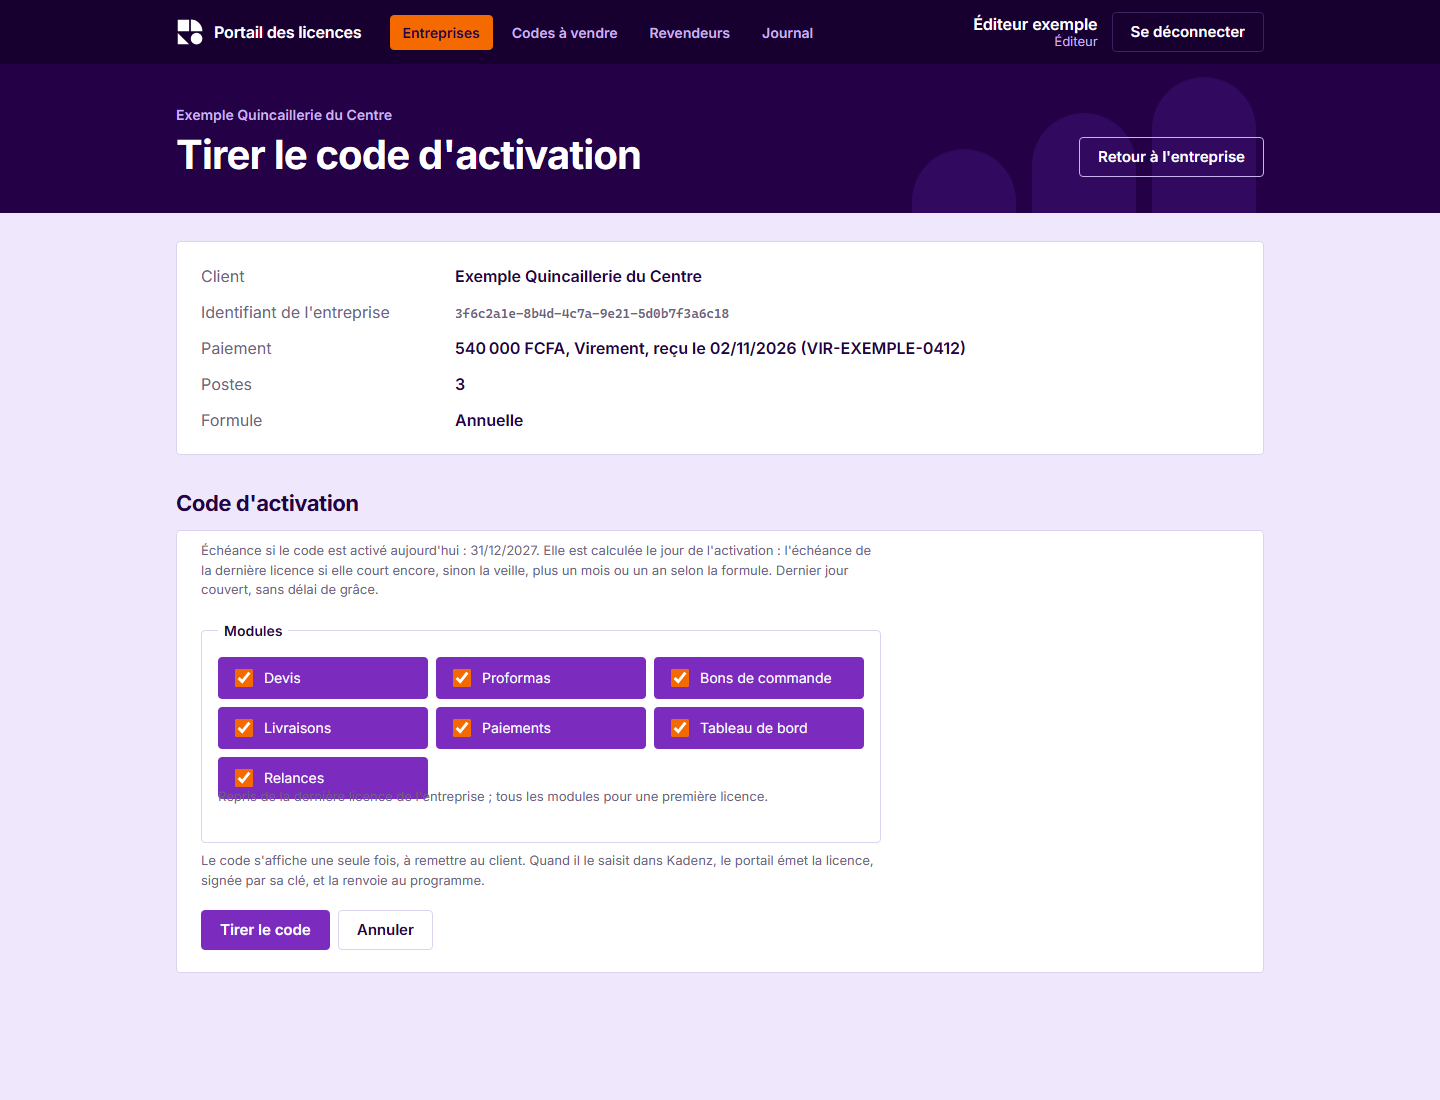 Portail des licences
Entreprises
Codes à vendre
Revendeurs
Journal
Éditeur exemple
Éditeur
Se déconnecter
Exemple Quincaillerie du Centre
Tirer le code d'activation
Retour à l'entreprise
Client
Exemple Quincaillerie du Centre
Identifiant de l'entreprise
3f6c2a1e-8b4d-4c7a-9e21-5d0b7f3a6c18
Paiement
540 000 FCFA, Virement, reçu le 02/11/2026 (VIR-EXEMPLE-0412)
Postes
3
Formule
Annuelle
Code d'activation
Échéance si le code est activé aujourd'hui : 31/12/2027. Elle est calculée le jour de l'activation : l'échéance de
la dernière licence si elle court encore, sinon la veille, plus un mois ou un an selon la formule. Dernier jour
couvert, sans délai de grâce.
Modules
Devis
Proformas
Bons de commande
Livraisons
Paiements
Tableau de bord
Relances
Repris de la dernière licence de l'entreprise ; tous les modules pour une première licence.
Le code s'affiche une seule fois, à remettre au client. Quand il le saisit dans Kadenz, le portail émet la licence,
signée par sa clé, et la renvoie au programme.
Tirer le code
Annuler